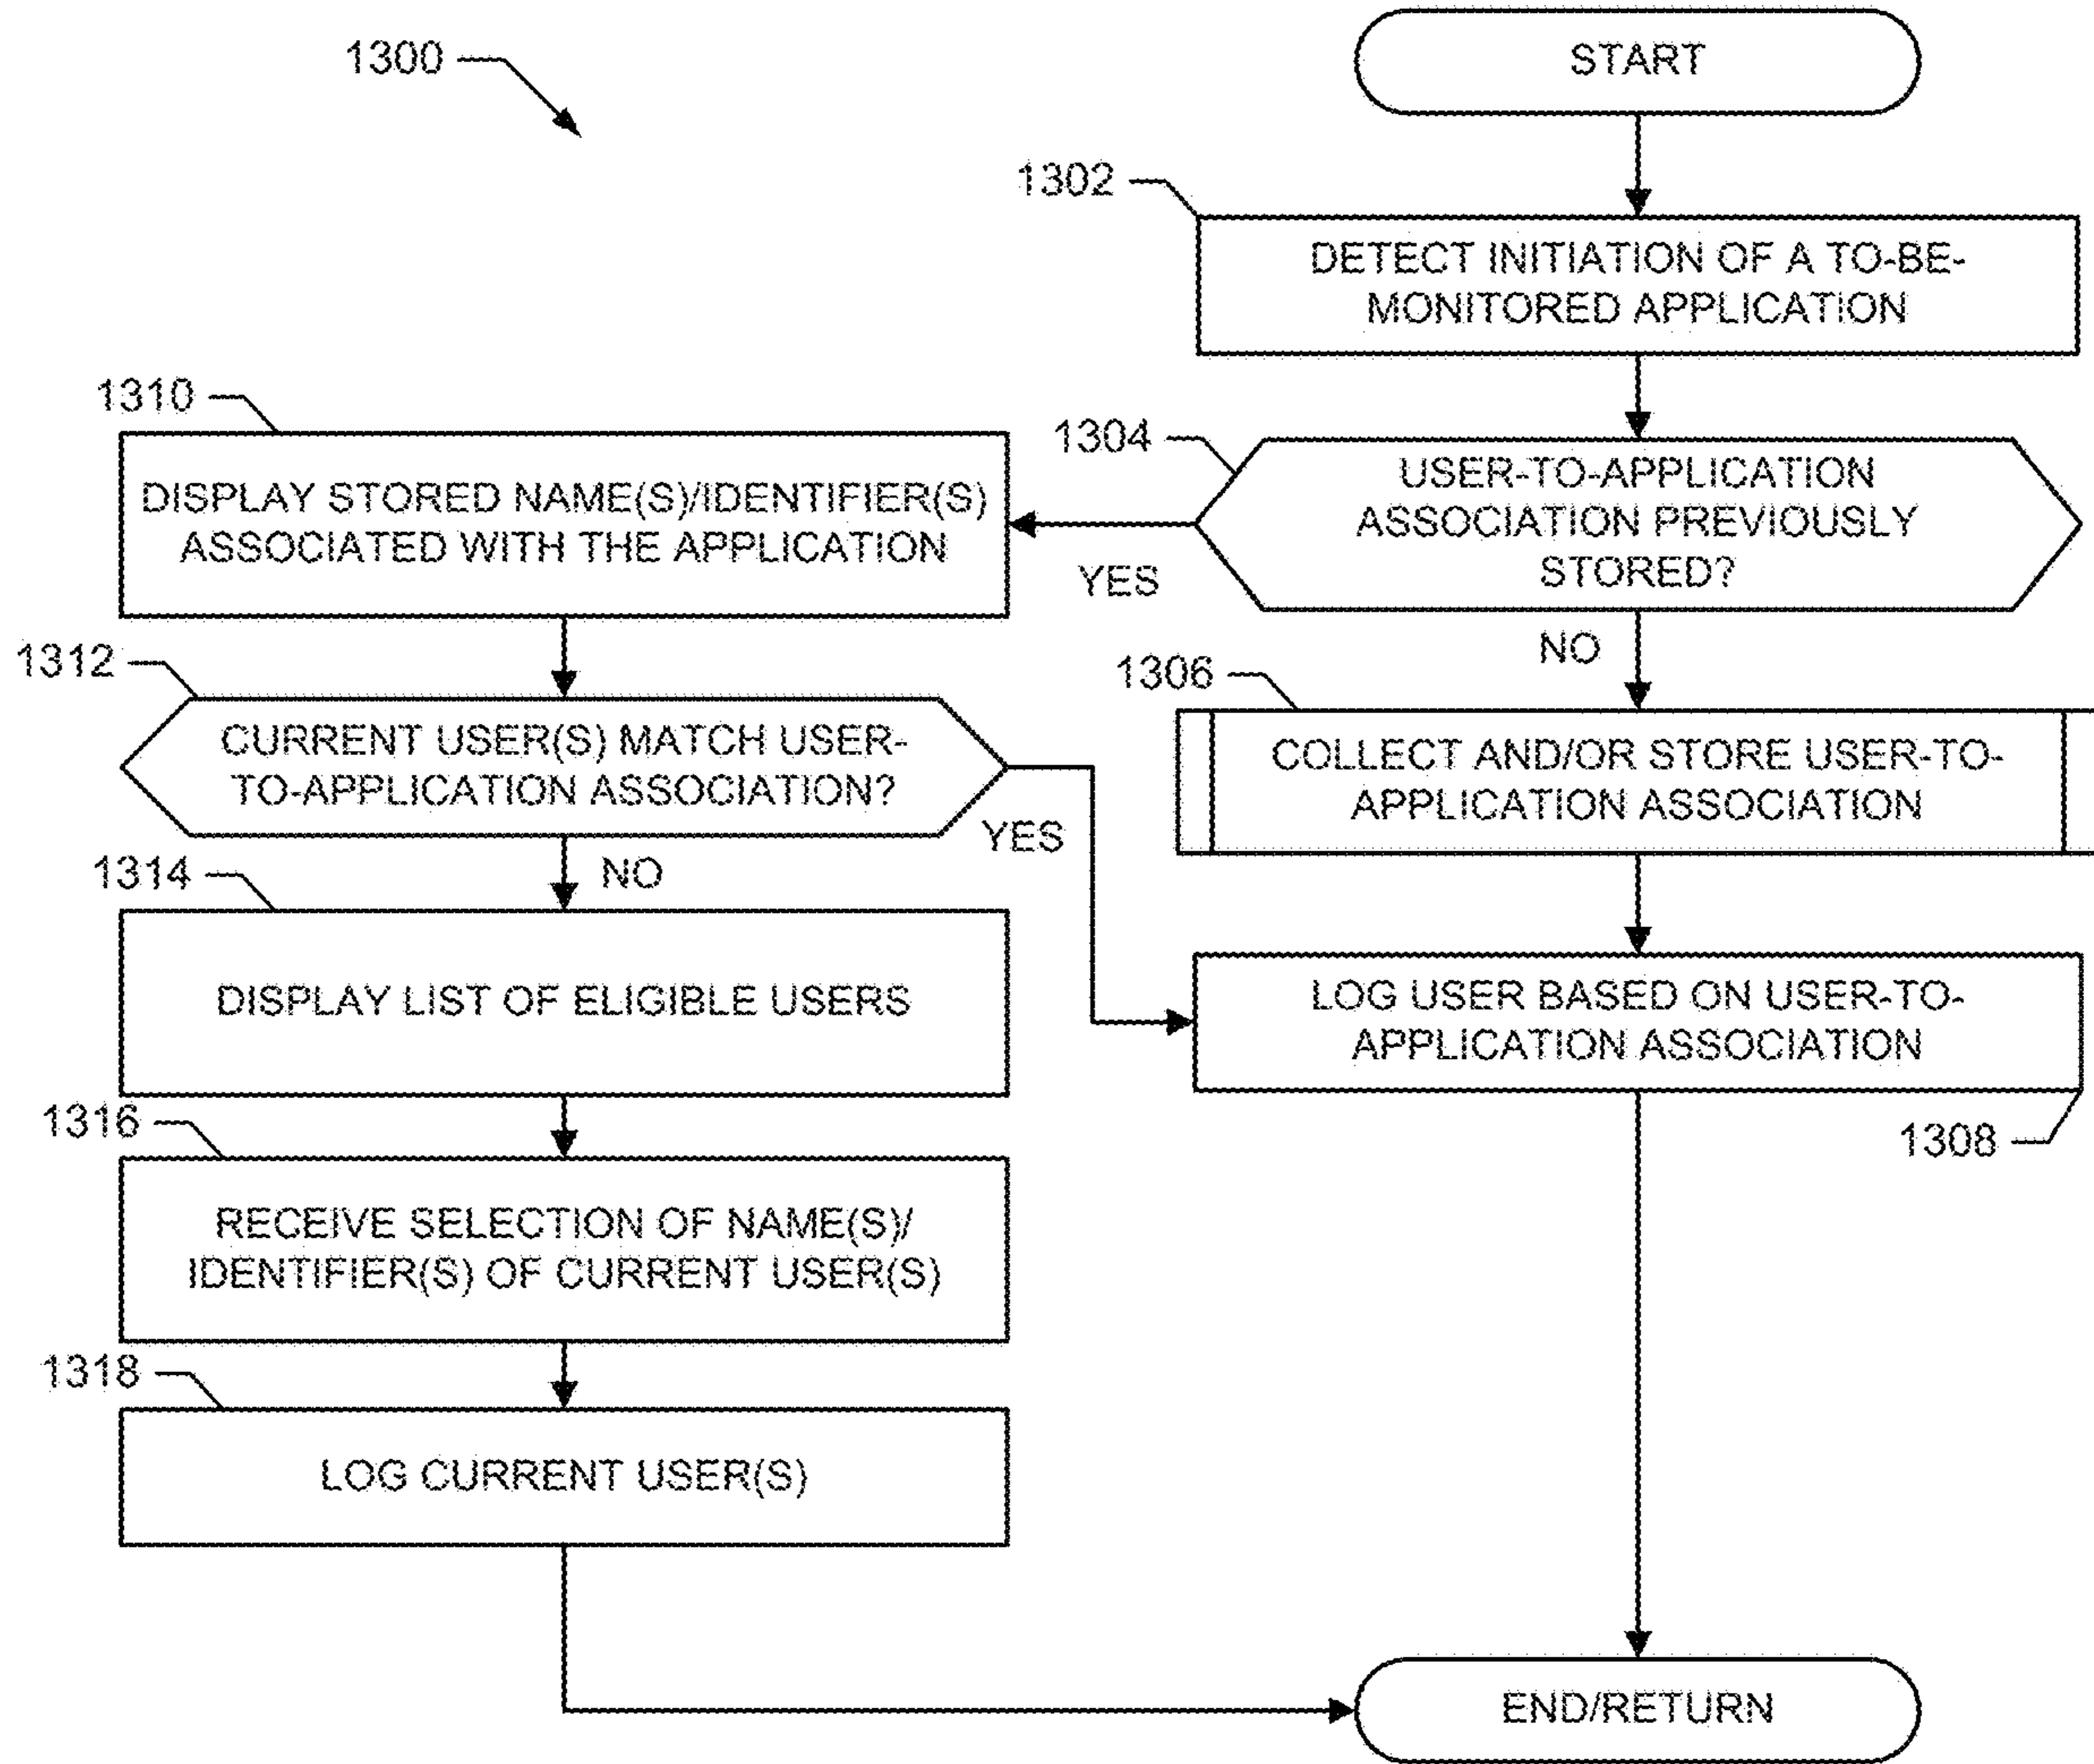 1300
START
1302
DETECT INITIATION OF A TO-BE-
MONITORED APPLICATION
1304
USER-TO-APPLICATION
ASSOCIATION PREVIOUSLY
STORED?
YES
NO
1310
DISPLAY STORED NAME(S)/IDENTIFIER(S)
ASSOCIATED WITH THE APPLICATION
1312
CURRENT USER(S) MATCH USER-
TO-APPLICATION ASSOCIATION?
YES
NO
1306
COLLECT AND/OR STORE USER-TO-
APPLICATION ASSOCIATION
1314
DISPLAY LIST OF ELIGIBLE USERS
LOG USER BASED ON USER-TO-
APPLICATION ASSOCIATION
1308
1316
RECEIVE SELECTION OF NAME(S)/
IDENTIFIER(S) OF CURRENT USER(S)
1318
LOG CURRENT USER(S)
END/RETURN